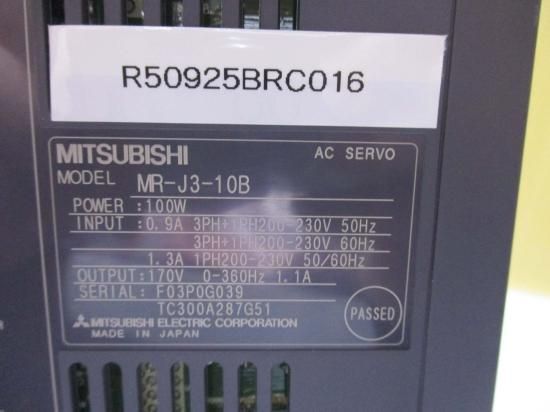 R50925BRC016
MITSUBISHI AC SERVO
MODEL MR-J3-10B
POWER :100W
INPUT :0.9A 3PH+1PH200-230V 50Hz
3PH+1PH200-230V 60Hz
1.3A 1PH200-230V 50/60Hz
OUTPUT:170V 0-360Hz 1.1A
SERIAL: F03P0G039
TC300A287G51
MITSUBISHI ELECTRIC CORPORATION
MADE IN JAPAN
PASSED